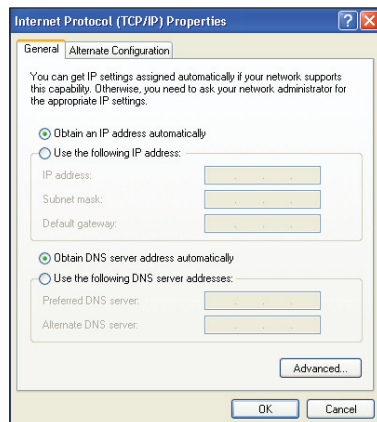 Internet Protocol (TCP/IP) Properties
General
Alternate Configuration
You can get IP settings assigned automatically if your network supports
this capability. Otherwise, you need to ask your network administrator for
the appropriate IP settings.
Obtain an IP address automatically
Use the following IP address:
IP address:
Subnet mask:
Default gateway:
Obtain DNS server address automatically
Use the following DNS server addresses:
Preferred DNS server:
Alternate DNS server:
Advanced...
OK
Cancel